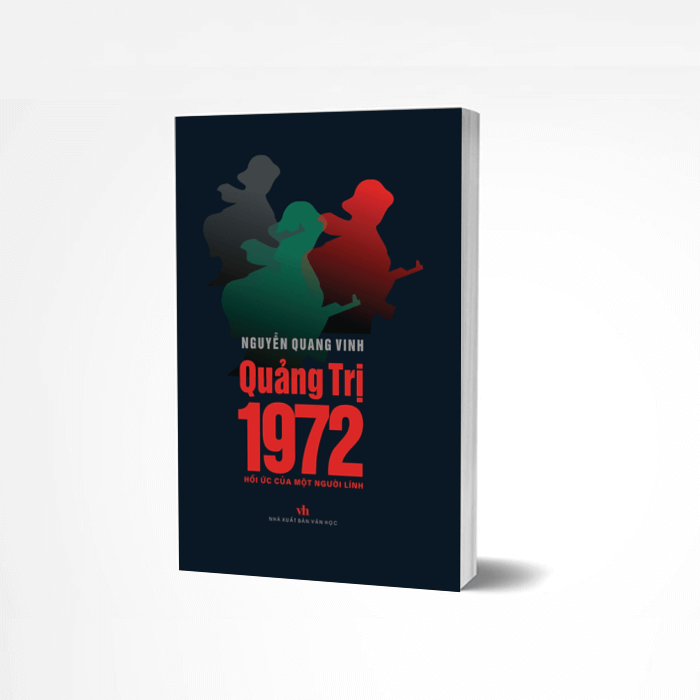 NGUYỄN QUANG VINH
Quảng Trị
1972
HỒI ỨC CỦA MỘT NGƯỜI LÍNH
vh
NHÀ XUẤT BẢN VĂN HỌC